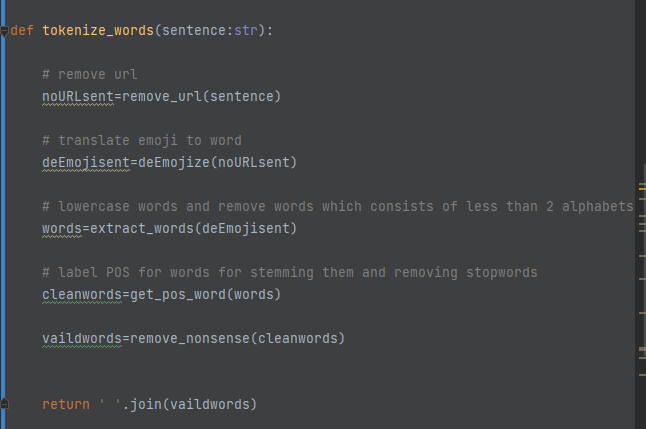 def tokenize_words(sentence:str):
# remove url
noURLsent=remove_url(sentence)
# translate emoji to word
deEmojisent=deEmojize(noURLsent)
# lowercase words and remove words which consists of less than 2 alphabets
words=extract_words(deEmojisent)
# label POS for words for stemming them and removing stopwords
cleanwords=get_pos_word(words)
vaildwords=remove_nonsense(cleanwords)
return ' '.join(vaildwords)